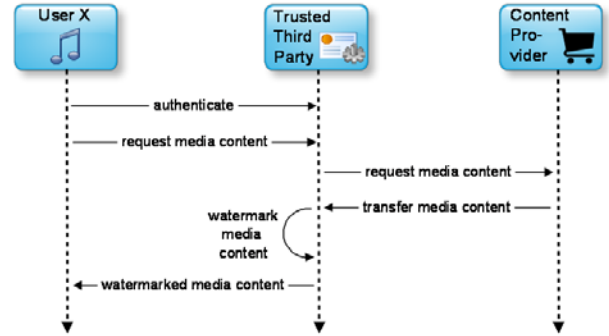 User X
Trusted
Third
Party
Content
Pro-
vider
authenticate
request media content
request media content
transfer media content
watermark
media
content
watermarked media content